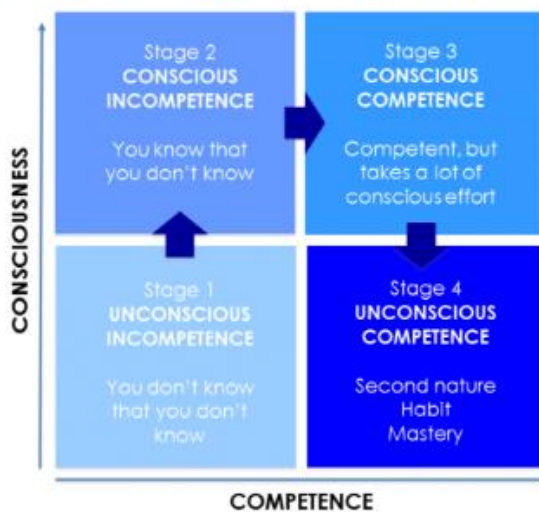 CONSCIOUSNESS
Stage 2
CONSCIOUS
INCOMPETENCE
You know that
you don't know
Stage 3
CONSCIOUS
COMPETENCE
Competent, but
takes a lot of
conscious effort
Stage 1
UNCONSCIOUS
INCOMPETENCE
You don't know
that you don't
know
Stage 4
UNCONSCIOUS
COMPETENCE
Second nature
Habit
Mastery
COMPETENCE